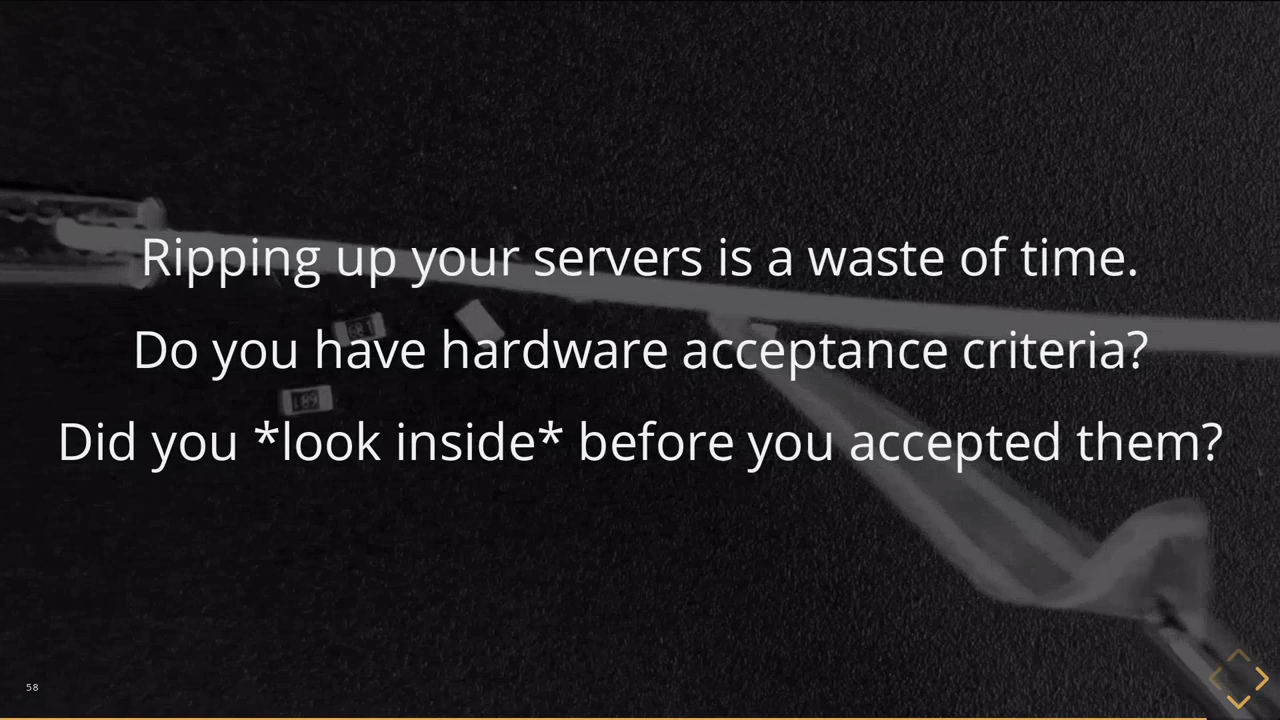 Ripping up your servers is a waste of time.
Do you have hardware acceptance criteria?
681
Did you *look inside* before you accepted them?
58